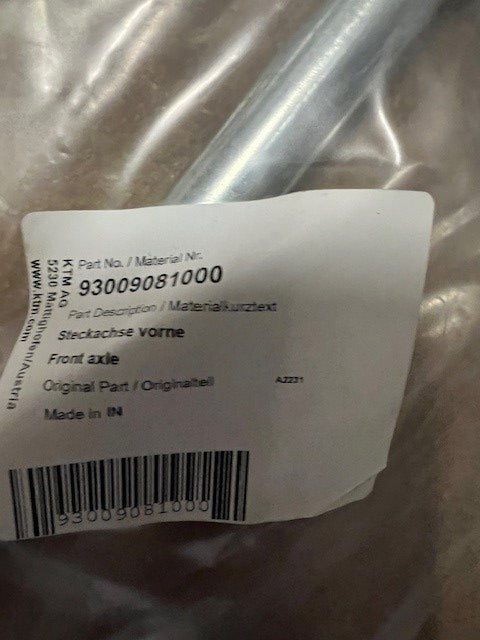 KTM AG
5230 Mattighofen/Austria
www.ktm.com
Part No. / Material Nr.
93009081000
Part Description / Materialkurztext
Steckachse vorne
Front axle
Original Part / Originalteil
A2231
Made in IN
93009081000